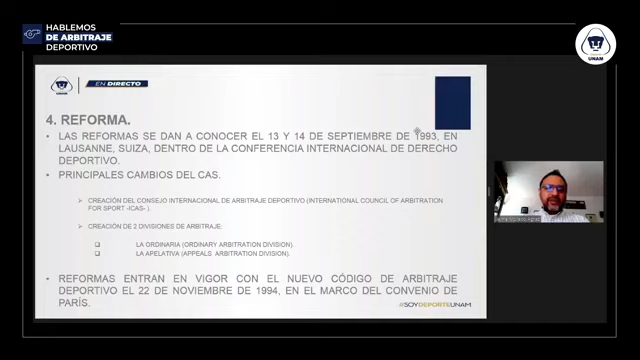 HABLEMOS
DE ARBITRAJE
DEPORTIVO
UNAM
UNAM
EN DIRECTO
4. REFORMA.
• LAS REFORMAS SE DAN A CONOCER EL 13 Y 14 DE SEPTIEMBRE DE 1993, EN
LAUSANNE, SUIZA, DENTRO DE LA CONFERENCIA INTERNACIONAL DE DERECHO
DEPORTIVO.
• PRINCIPALES CAMBIOS DEL CAS.
➢ CREACIÓN DEL CONSEJO INTERNACIONAL DE ARBITRAJE DEPORTIVO (INTERNATIONAL COUNCIL OF ARBITRATION
FOR SPORT -ICAS- ).
➢ CREACIÓN DE 2 DIVISIONES DE ARBITRAJE:
❑ LA ORDINARIA (ORDINARY ARBITRATION DIVISION).
❑ LA APELATIVA (APPEALS ARBITRATION DIVISION).
• REFORMAS ENTRAN EN VIGOR CON EL NUEVO CÓDIGO DE ARBITRAJE
DEPORTIVO EL 22 DE NOVIEMBRE DE 1994, EN EL MARCO DEL CONVENIO DE
PARÍS.
#SOYDEPORTEUNAM